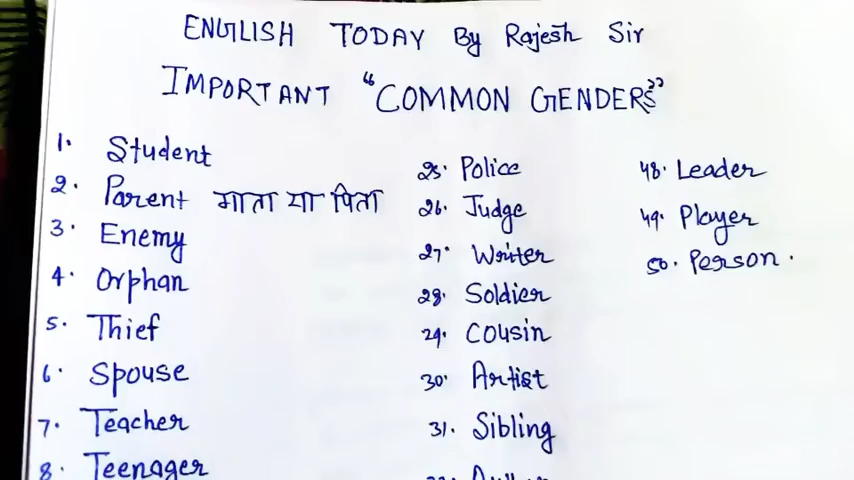 ENGLISH TODAY By Rajesh Sir
IMPORTANT "COMMON GENDERS"
1. Student
2. Parent माता या पिता
3. Enemy
4. Orphan
5. Thief
6. Spouse
7. Teacher
8. Teenager
25. Police
26. Judge
27. Writer
28. Soldier
29. Cousin
30. Artist
31. Sibling
48. Leader
49. Player
50. Person.